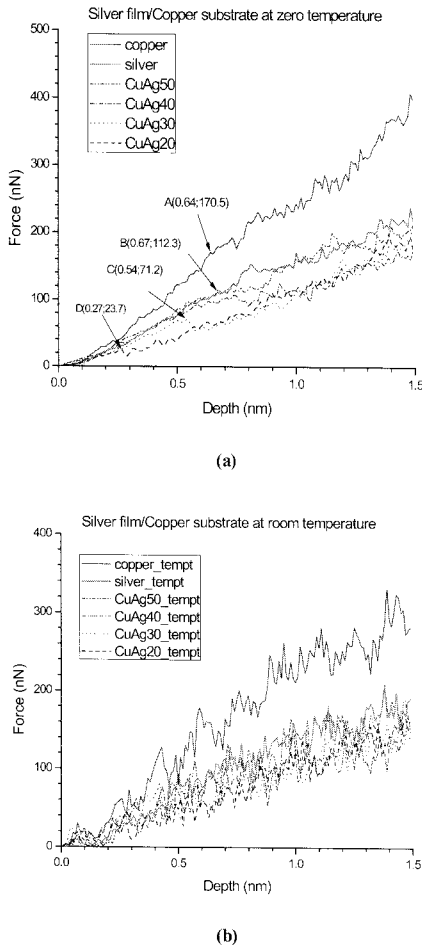 Silver film/Copper substrate at zero temperature
500
400
300
200
100
0
Force (nN)
copper
silver
CuAg50
CuAg40
CuAg30
CuAg20
A(0.64;170.5)
B(0.67;112.3)
C(0.54;71.2)
D(0.27;23.7)
0.0
0.5
1.0
1.5
Depth (nm)
(a)
Silver film/Copper substrate at room temperature
400
300
200
100
0
Force (nN)
copper_tempt
silver_tempt
CuAg50_tempt
CuAg40_tempt
CuAg30_tempt
CuAg20_tempt
0.0
0.5
1.0
1.5
Depth (nm)
(b)